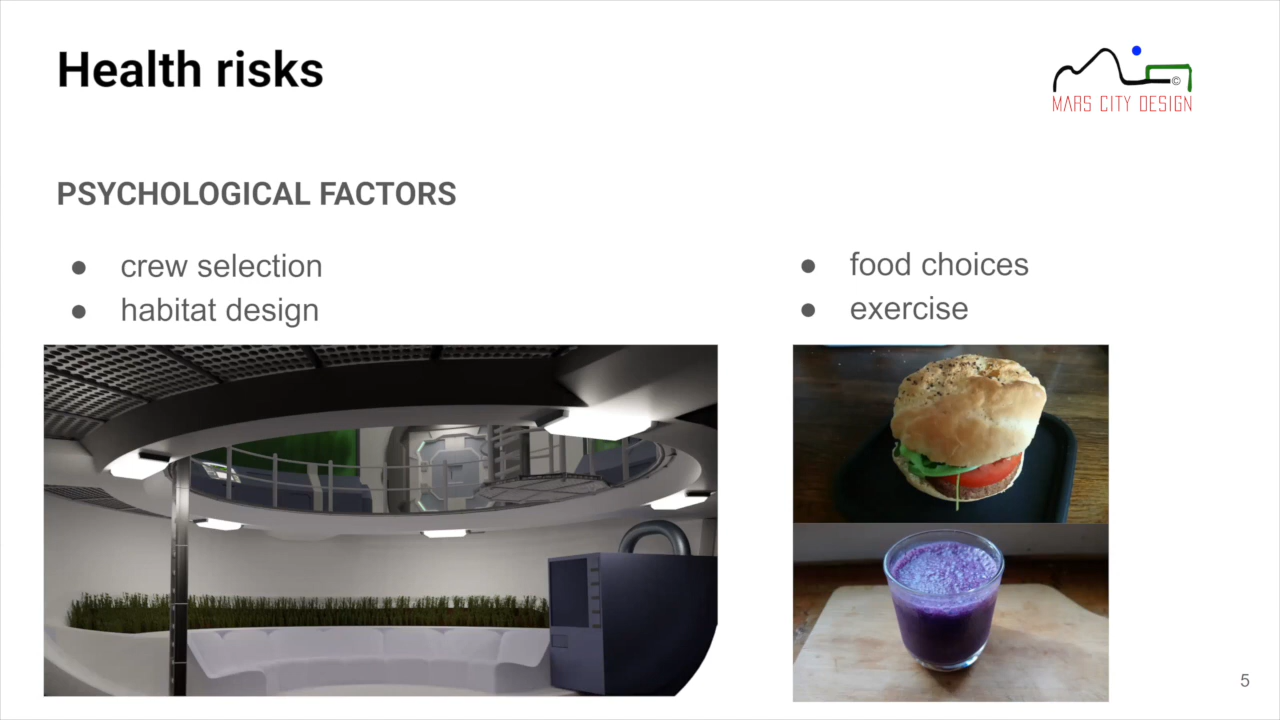 Health risks
©
MARS CITY DESIGN
PSYCHOLOGICAL FACTORS
● crew selection
● habitat design
● food choices
● exercise
5